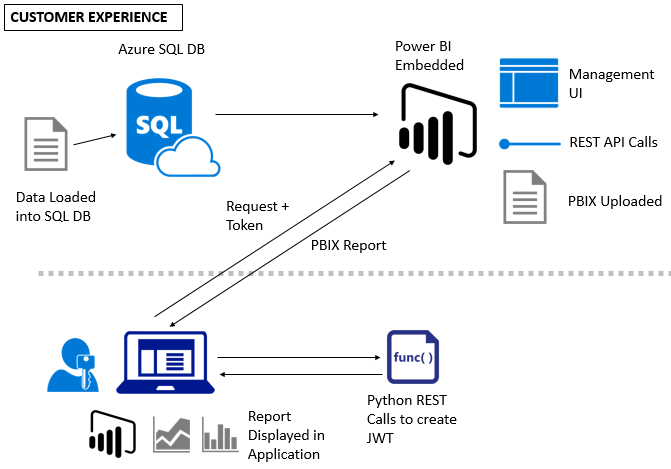 CUSTOMER EXPERIENCE
Azure SQL DB
Power BI
Embedded
Management
UI
SQL
REST API Calls
Data Loaded
into SQL DB
PBIX Uploaded
Request +
Token
PBIX Report
func( )
Python REST
Calls to create
JWT
Report
Displayed in
Application